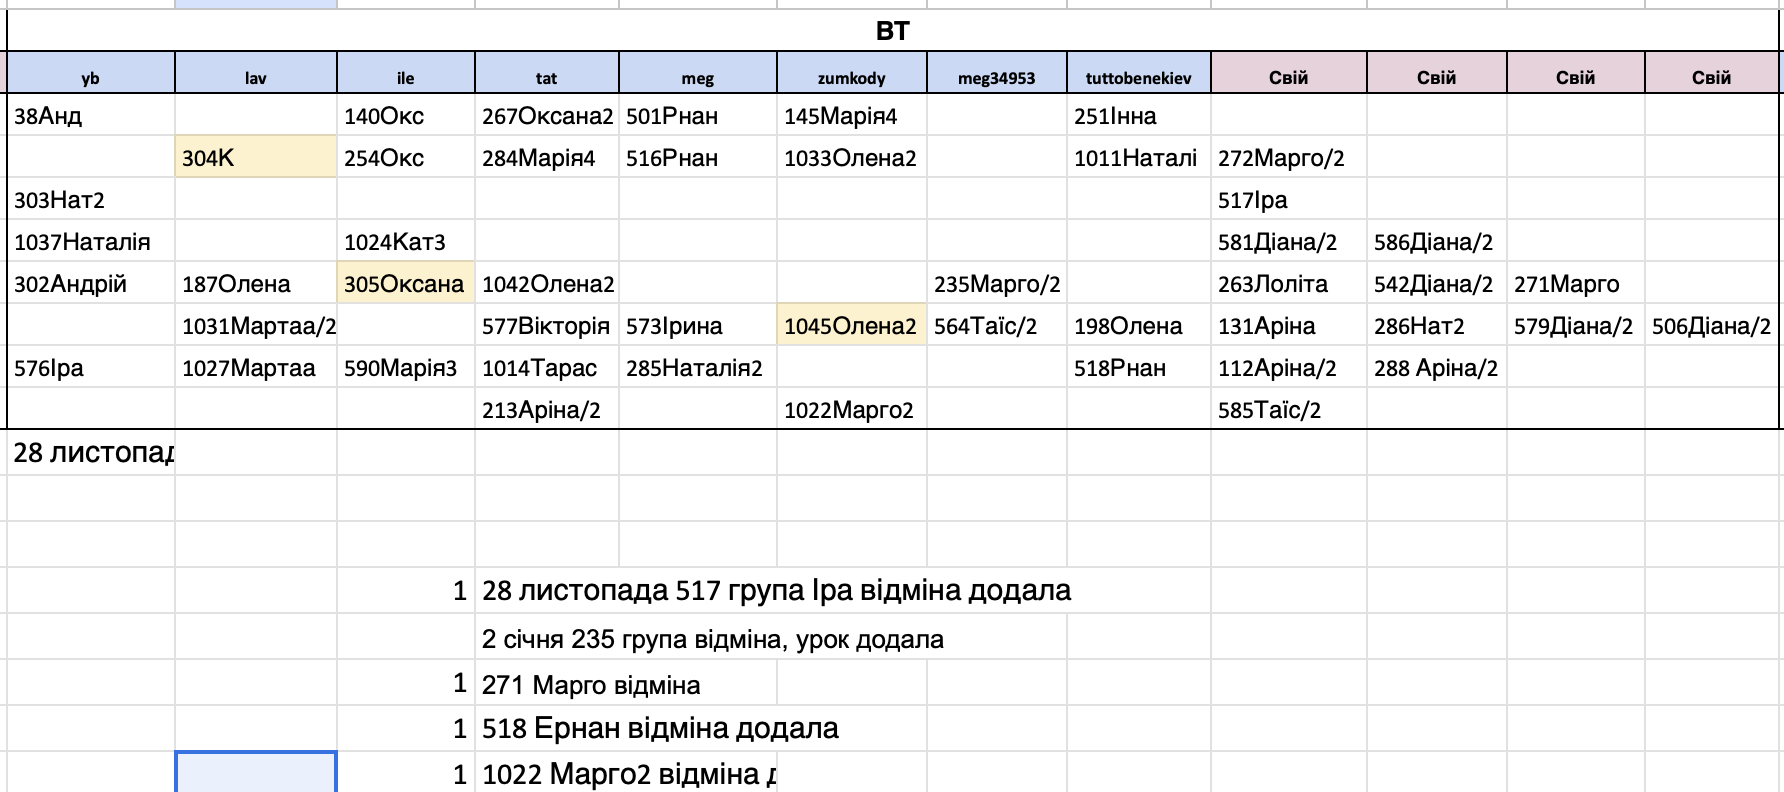 ВТ
yb lav ile tat meg zumkody meg34953 tuttobenekiev Свій Свій Свій Свій
38Анд 140Окс 267Оксана2 501Рнан 145Марія4 251Інна
304К 254Окс 284Марія4 516Рнан 1033Олена2 1011Наталі 272Марго/2
303Нат2 517Іра
1037Наталія 1024Кат3 581Діана/2 586Діана/2
302Андрій 187Олена 305Оксана 1042Олена2 235Марго/2 263Лоліта 542Діана/2 271Марго
1031Мартаа/2 577Вікторія 573Ірина 1045Олена2 564Таїс/2 198Олена 131Аріна 286Нат2 579Діана/2 506Діана/2
576Іра 1027Мартаа 590Марія3 1014Тарас 285Наталія2 518Рнан 112Аріна/2 288 Аріна/2
213Аріна/2 1022Марго2 585Таїс/2
28 листопад
1 28 листопада 517 група Іра відміна додала
2 січня 235 група відміна, урок додала
1 271 Марго відміна
1 518 Ернан відміна додала
1 1022 Марго2 відміна